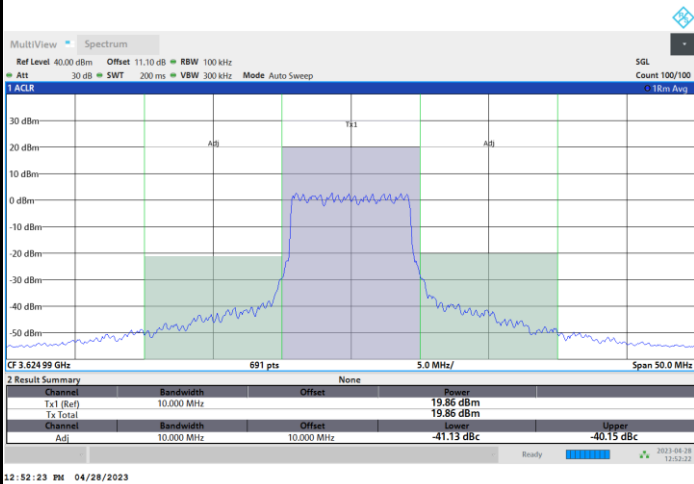 MultiView Spectrum
Ref Level 40.00 dBm Offset 11.10 dB RBW 100 kHz SGL
Att 30 dB SWT 200 ms VBW 300 kHz Mode Auto Sweep Count 100/100
1 ACLR 1Rm Avg
30 dBm
Tx1
20 dBm
Adj Adj
10 dBm
0 dBm
-10 dBm
-20 dBm
-30 dBm
-40 dBm
-50 dBm
CF 3.624 99 GHz 691 pts 5.0 MHz/ Span 50.0 MHz
2 Result Summary None
Channel Bandwidth Offset Power
Tx1 (Ref) 10.000 MHz 19.86 dBm
Tx Total 19.86 dBm
Channel Bandwidth Offset Lower Upper
Adj 10.000 MHz 10.000 MHz -41.13 dBc -40.15 dBc
Ready 2023-04-28
12:52:22
12:52:23 PM 04/28/2023